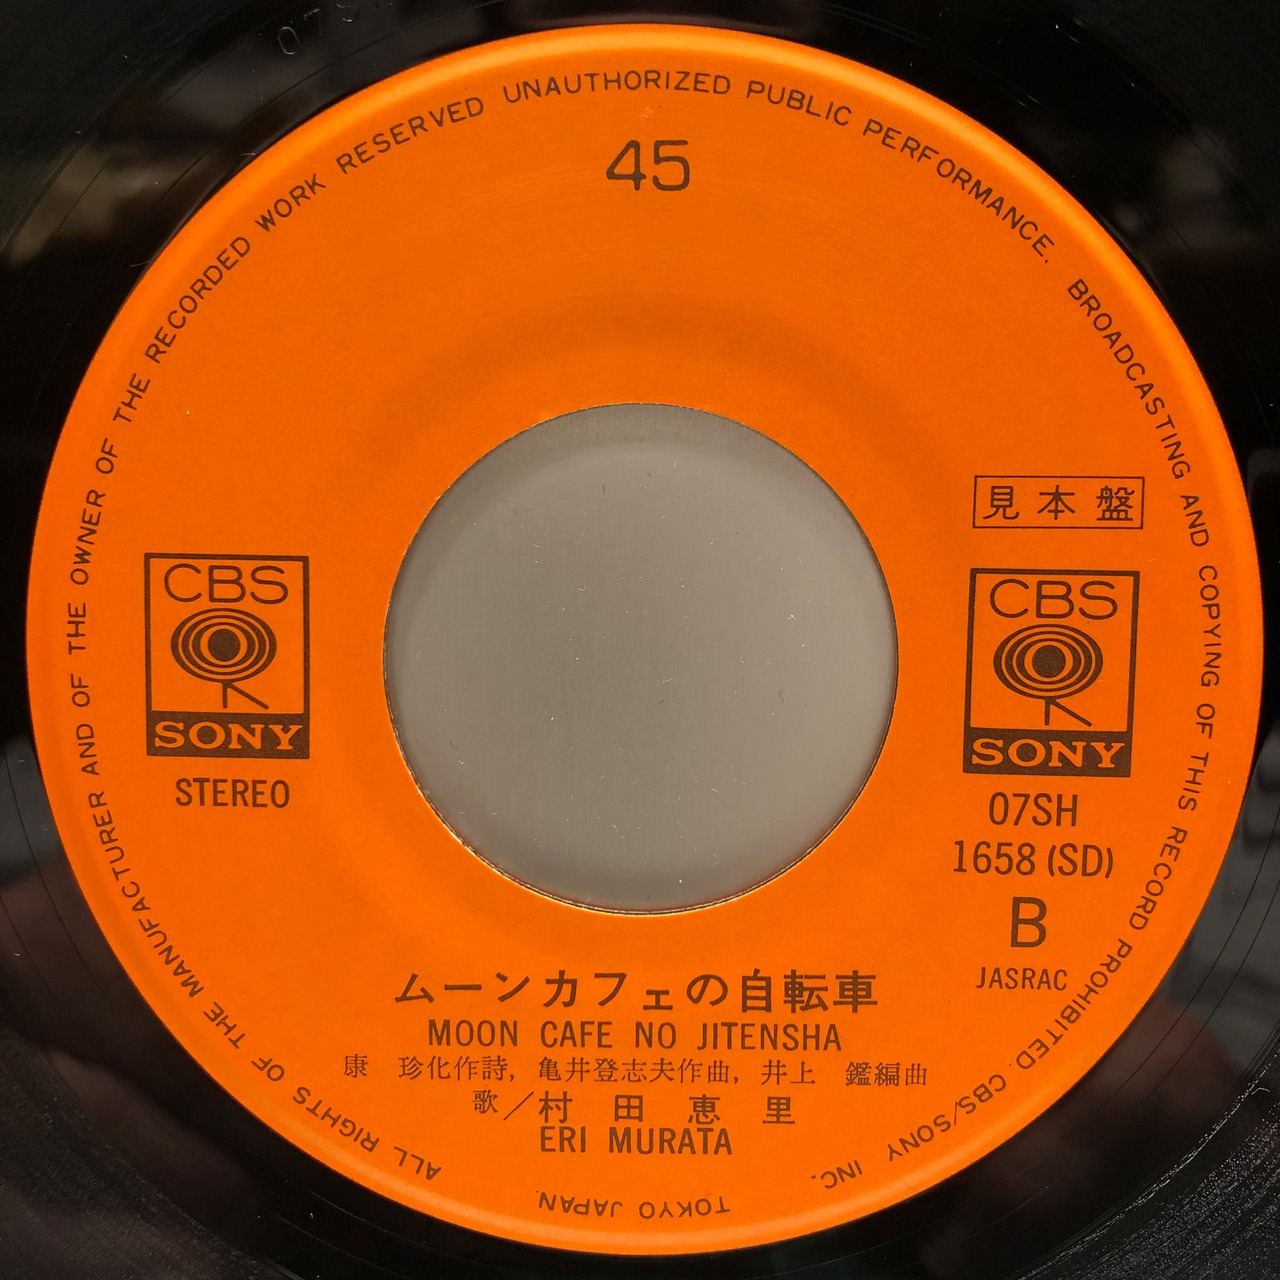 ALL RIGHTS OF THE MANUFACTURER AND OF THE OWNER OF THE RECORDED WORK RESERVED UNAUTHORIZED PUBLIC PERFORMANCE. BROADCASTING AND COPYING OF THIS RECORD PROHIBITED. CBS/SONY INC.
TOKYO JAPAN
45
CBS
SONY
STEREO
見本盤
CBS
SONY
07SH
1658 (SD)
B
JASRAC
ムーンカフェの自転車
MOON CAFE NO JITENSHA
康 珍化作詩, 亀井登志夫作曲, 井上 鑑編曲
歌／村田恵里
ERI MURATA